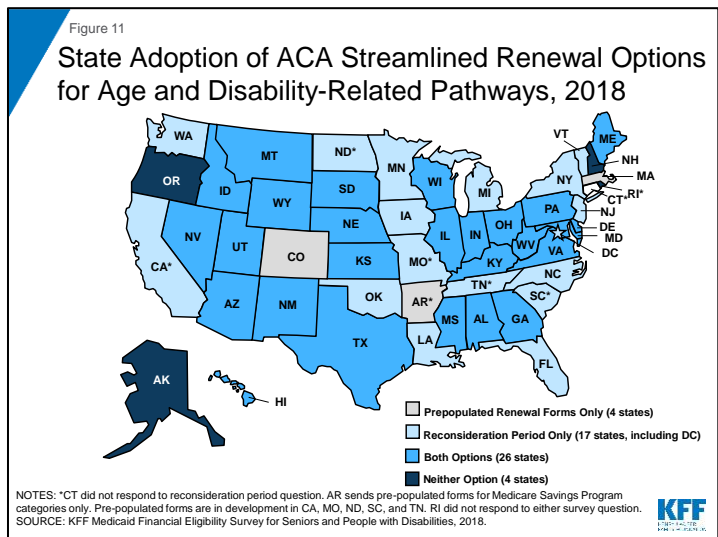 Figure 11
State Adoption of ACA Streamlined Renewal Options
for Age and Disability-Related Pathways, 2018
WA
OR
CA*
NV
ID
MT
WY
UT
AZ
CO
NM
ND*
SD
NE
KS
OK
TX
MN
IA
MO*
AR*
LA
WI
IL
MI
IN
OH
KY
TN*
MS
AL
GA
FL
SC*
NC
VA
WV
PA
NY
VT
ME
NH
MA
RI*
CT*
NJ
DE
MD
DC
AK
HI
Prepopulated Renewal Forms Only (4 states)
Reconsideration Period Only (17 states, including DC)
Both Options (26 states)
Neither Option (4 states)
NOTES: *CT did not respond to reconsideration period question. AR sends pre-populated forms for Medicare Savings Program
categories only. Pre-populated forms are in development in CA, MO, ND, SC, and TN. RI did not respond to either survey question.
SOURCE: KFF Medicaid Financial Eligibility Survey for Seniors and People with Disabilities, 2018.
KFF